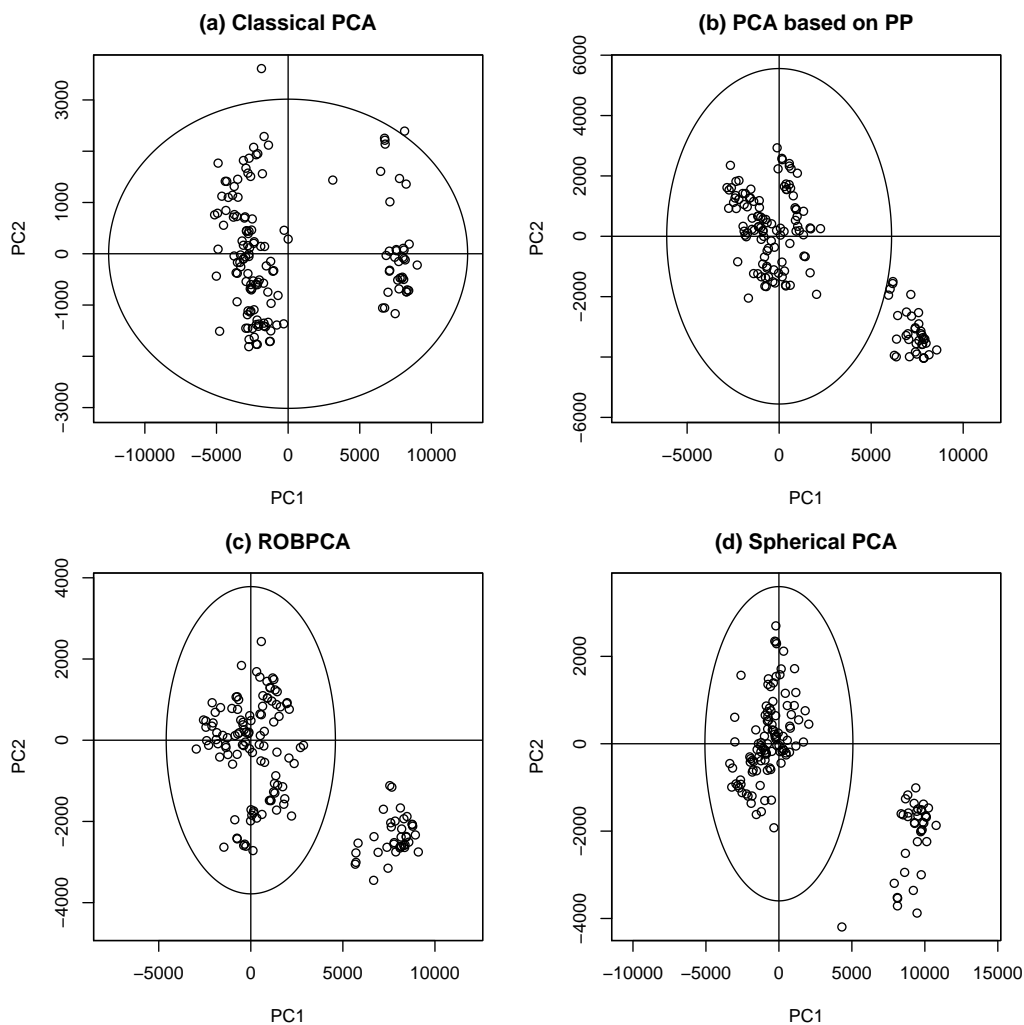 (a) Classical PCA
3000
1000
0
−1000
−3000
PC2
−10000 −5000 0 5000 10000
PC1
(b) PCA based on PP
6000
4000
2000
0
−2000
−4000
−6000
PC2
−5000 0 5000 10000
PC1
(c) ROBPCA
4000
2000
0
−2000
−4000
PC2
−5000 0 5000 10000
PC1
(d) Spherical PCA
2000
0
−2000
−4000
PC2
−10000 −5000 0 5000 10000 15000
PC1